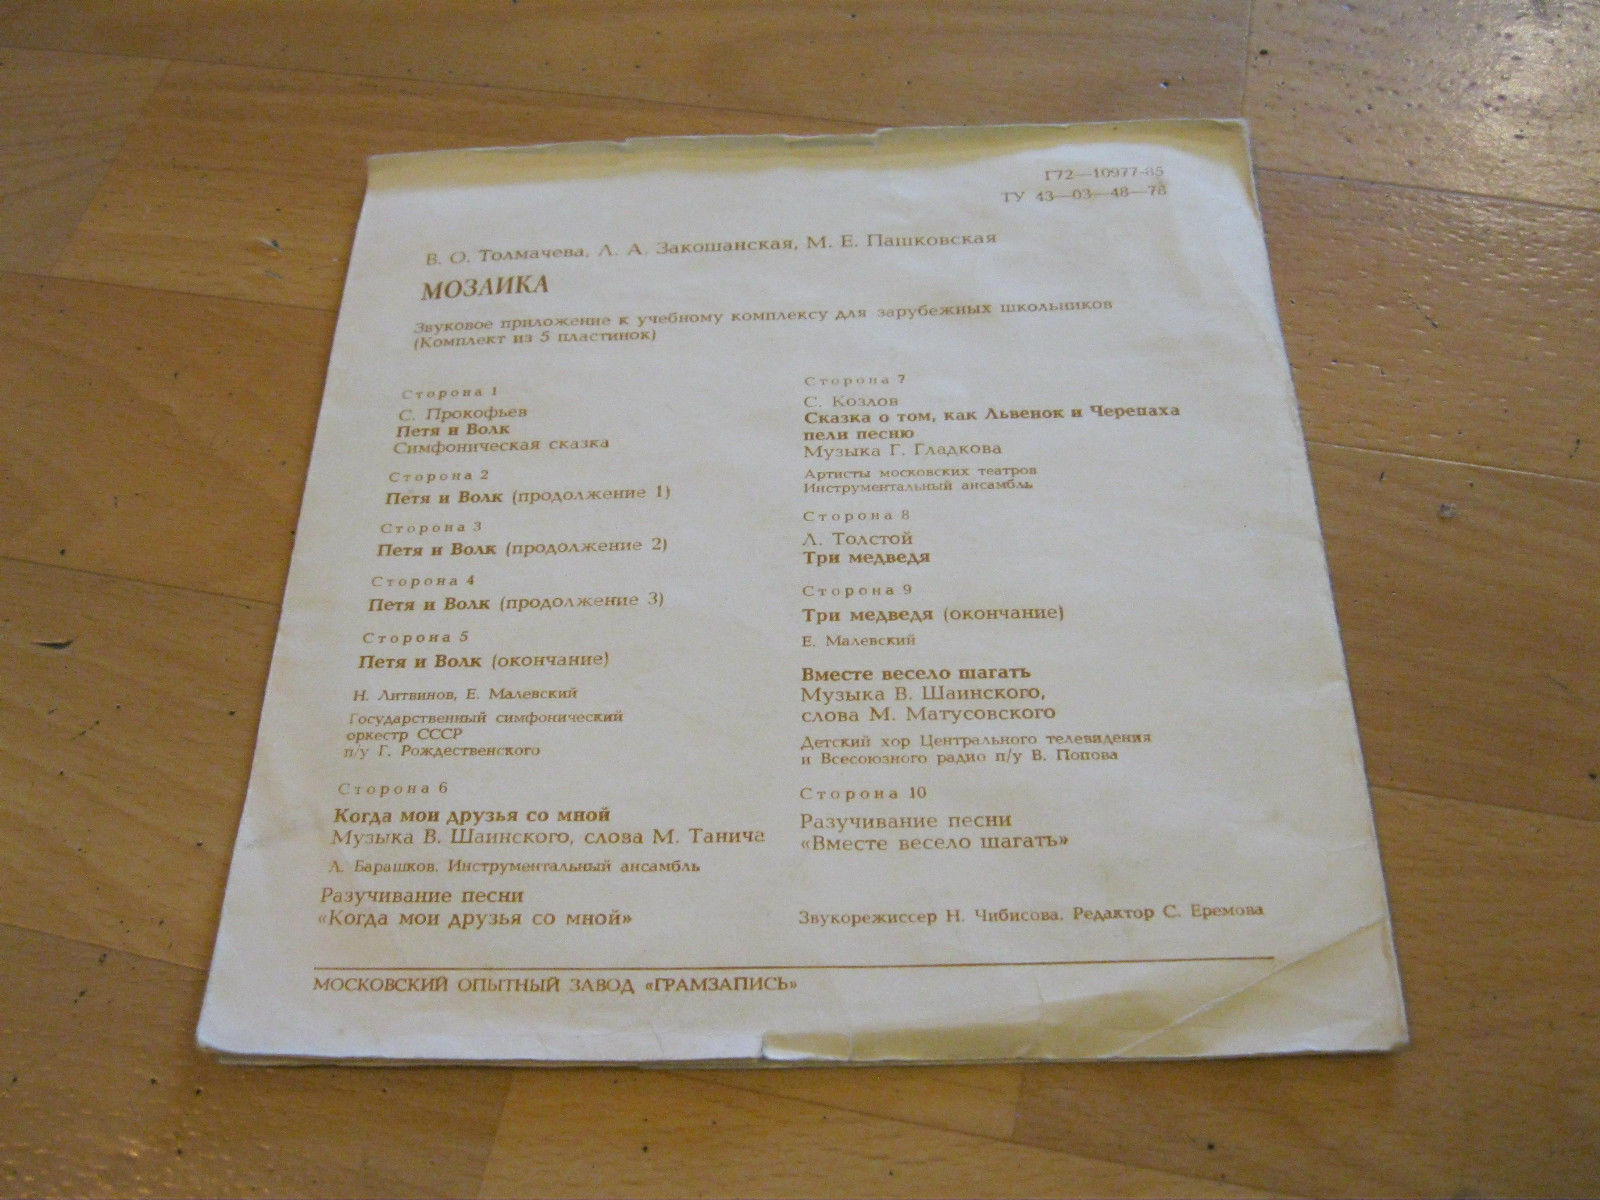 Г72—10977-85
ТУ 43—03—48—78
В. О. Толмачева, Л. А. Закошанская, М. Е. Пашковская
МОЗАИКА
Звуковое приложение к учебному комплексу для зарубежных школьников
(Комплект из 5 пластинок)
Сторона 1
С. Прокофьев
Петя и Волк
Симфоническая сказка
Сторона 2
Петя и Волк (продолжение 1)
Сторона 3
Петя и Волк (продолжение 2)
Сторона 4
Петя и Волк (продолжение 3)
Сторона 5
Петя и Волк (окончание)
Н. Литвинов, Е. Малевский
Государственный симфонический
оркестр СССР
п/у Г. Рождественского
Сторона 6
Когда мои друзья со мной
Музыка В. Шаинского, слова М. Танича
А. Барашков. Инструментальный ансамбль
Разучивание песни
«Когда мои друзья со мной»
Сторона 7
С. Козлов
Сказка о том, как Львенок и Черепаха
пели песню
Музыка Г. Гладкова
Артисты московских театров
Инструментальный ансамбль
Сторона 8
Л. Толстой
Три медведя
Сторона 9
Три медведя (окончание)
Е. Малевский
Вместе весело шагать
Музыка В. Шаинского,
слова М. Матусовского
Детский хор Центрального телевидения
и Всесоюзного радио п/у В. Попова
Сторона 10
Разучивание песни
«Вместе весело шагать»
Звукорежиссер Н. Чибисова. Редактор С. Еремова
МОСКОВСКИЙ ОПЫТНЫЙ ЗАВОД «ГРАМЗАПИСЬ»